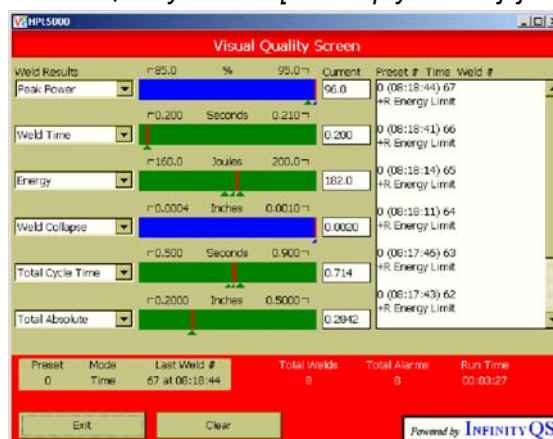 HPL5000
Visual Quality Screen
Weld Results
85.0 % 95.0 Current Preset # Time Weld #
Peak Power 96.0
0 (08:18:44) 67
+R Energy Limit
0.200 Seconds 0.210
Weld Time 0.200
0 (08:18:41) 66
+R Energy Limit
160.0 Joules 200.0
Energy 182.0
0 (08:18:14) 65
+R Energy Limit
0.0004 Inches 0.0010
Weld Collapse 0.0020
0 (08:18:11) 64
+R Energy Limit
0.500 Seconds 0.900
Total Cycle Time 0.714
0 (08:17:46) 63
+R Energy Limit
0.2000 Inches 0.5000
Total Absolute 0.2842
0 (08:17:43) 62
+R Energy Limit
Preset Mode Last Weld # Total Welds Total Alarms Run Time
0 Time 67 at 08:18:44 8 8 00:03:27
Exit Clear
Powered by INFINITY QS